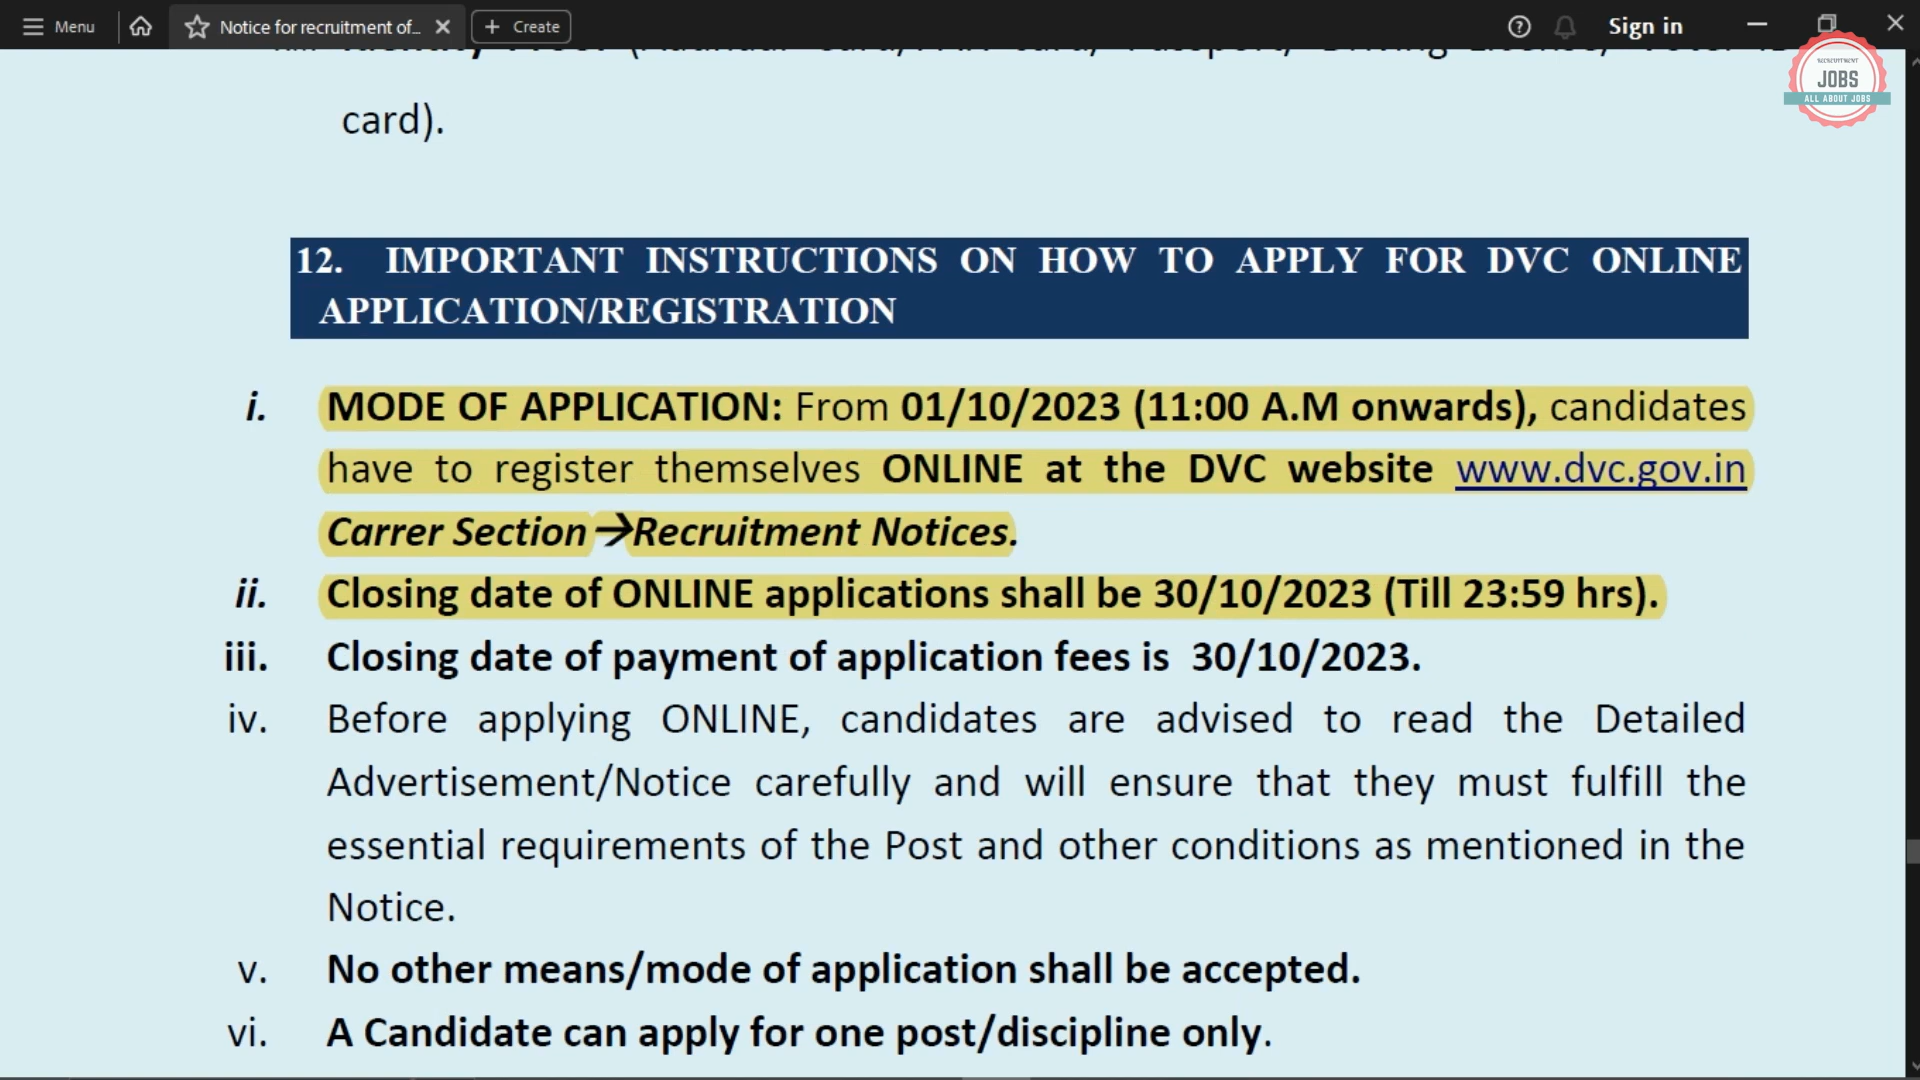 Menu
Notice for recruitment of...
Create
Sign in
RECRUITMENT
JOBS
ALL ABOUT JOBS
card).
12. IMPORTANT INSTRUCTIONS ON HOW TO APPLY FOR DVC ONLINE
APPLICATION/REGISTRATION
i. MODE OF APPLICATION: From 01/10/2023 (11:00 A.M onwards), candidates
have to register themselves ONLINE at the DVC website www.dvc.gov.in
Carrer Section→Recruitment Notices.
ii. Closing date of ONLINE applications shall be 30/10/2023 (Till 23:59 hrs).
iii. Closing date of payment of application fees is 30/10/2023.
iv. Before applying ONLINE, candidates are advised to read the Detailed
Advertisement/Notice carefully and will ensure that they must fulfill the
essential requirements of the Post and other conditions as mentioned in the
Notice.
v. No other means/mode of application shall be accepted.
vi. A Candidate can apply for one post/discipline only.